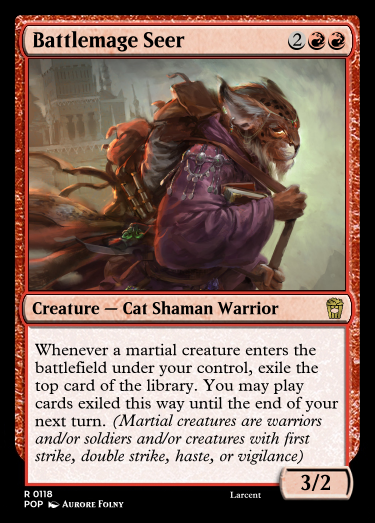 Battlemage Seer
2
Creature — Cat Shaman Warrior
Whenever a martial creature enters the
battlefield under your control, exile the
top card of the library. You may play
cards exiled this way until the end of your
next turn. (Martial creatures are warriors
and/or soldiers and/or creatures with first
strike, double strike, haste, or vigilance)
3/2
R 0118
POP AURORE FOLNY
Larcent